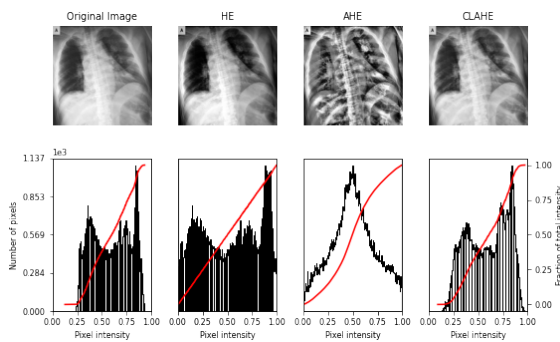 Original Image
HE
AHE
CLAHE
1e3
1.137
0.853
0.569
0.284
0.000
Number of pixels
0.00 0.25 0.50 0.75 1.00
Pixel intensity
0.00 0.25 0.50 0.75 1.00
Pixel intensity
0.00 0.25 0.50 0.75 1.00
Pixel intensity
0.00 0.25 0.50 0.75 1.00
Pixel intensity
1.00
0.75
0.50
0.25
0.00
Fraction of total intensity